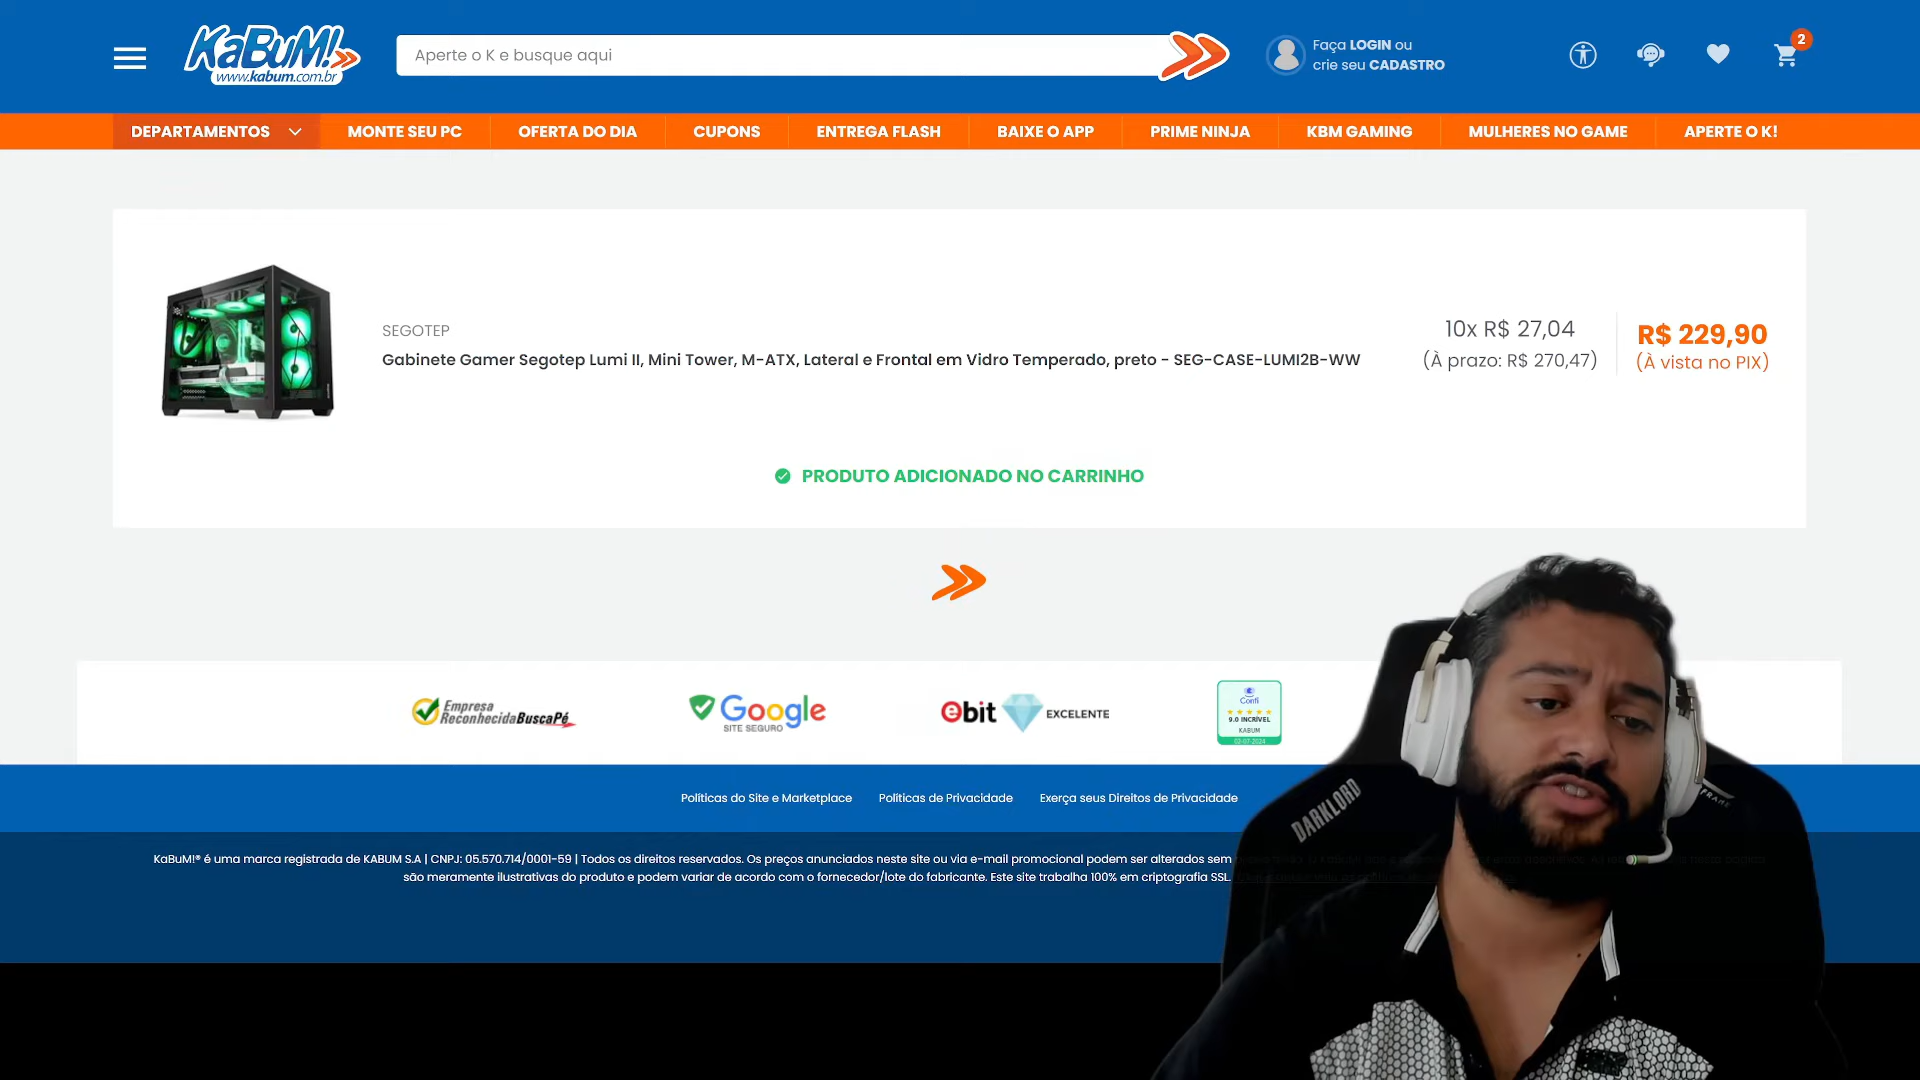 KaBuM!
www.kabum.com.br
Aperte o K e busque aqui
Faça LOGIN ou
crie seu CADASTRO
2
DEPARTAMENTOS
MONTE SEU PC
OFERTA DO DIA
CUPONS
ENTREGA FLASH
BAIXE O APP
PRIME NINJA
KBM GAMING
MULHERES NO GAME
APERTE O K!
SEGOTEP
Gabinete Gamer Segotep Lumi II, Mini Tower, M-ATX, Lateral e Frontal em Vidro Temperado, preto - SEG-CASE-LUMI2B-WW
10x R$ 27,04
(À prazo: R$ 270,47)
R$ 229,90
(À vista no PIX)
PRODUTO ADICIONADO NO CARRINHO
Empresa
ReconhecidaBuscaPé
Google
SITE SEGURO
ebit EXCELENTE
Confi
9.0 INCRÍVEL
KABUM
02-07-2024
Políticas do Site e Marketplace
Políticas de Privacidade
Exerça seus Direitos de Privacidade
DARKLORD
KaBuM!® é uma marca registrada de KABUM S.A | CNPJ: 05.570.714/0001-59 | Todos os direitos reservados. Os preços anunciados neste site ou via e-mail promocional podem ser alterados sem
são meramente ilustrativas do produto e podem variar de acordo com o fornecedor/lote do fabricante. Este site trabalha 100% em criptografia SSL.